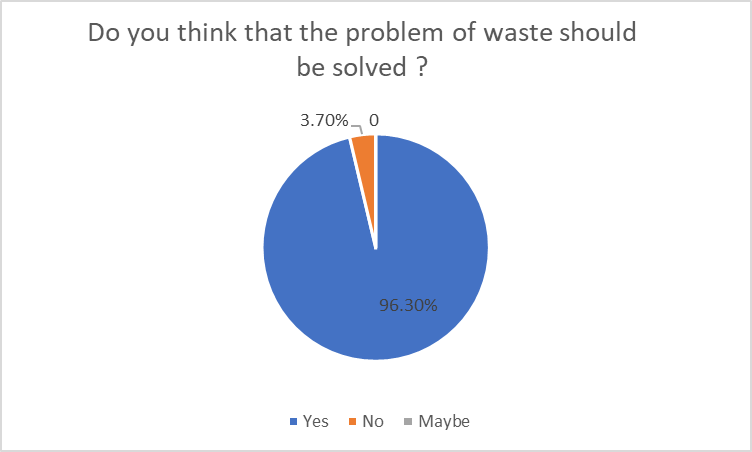 Do you think that the problem of waste should
be solved ?
3.70% 0
96.30%
Yes No Maybe